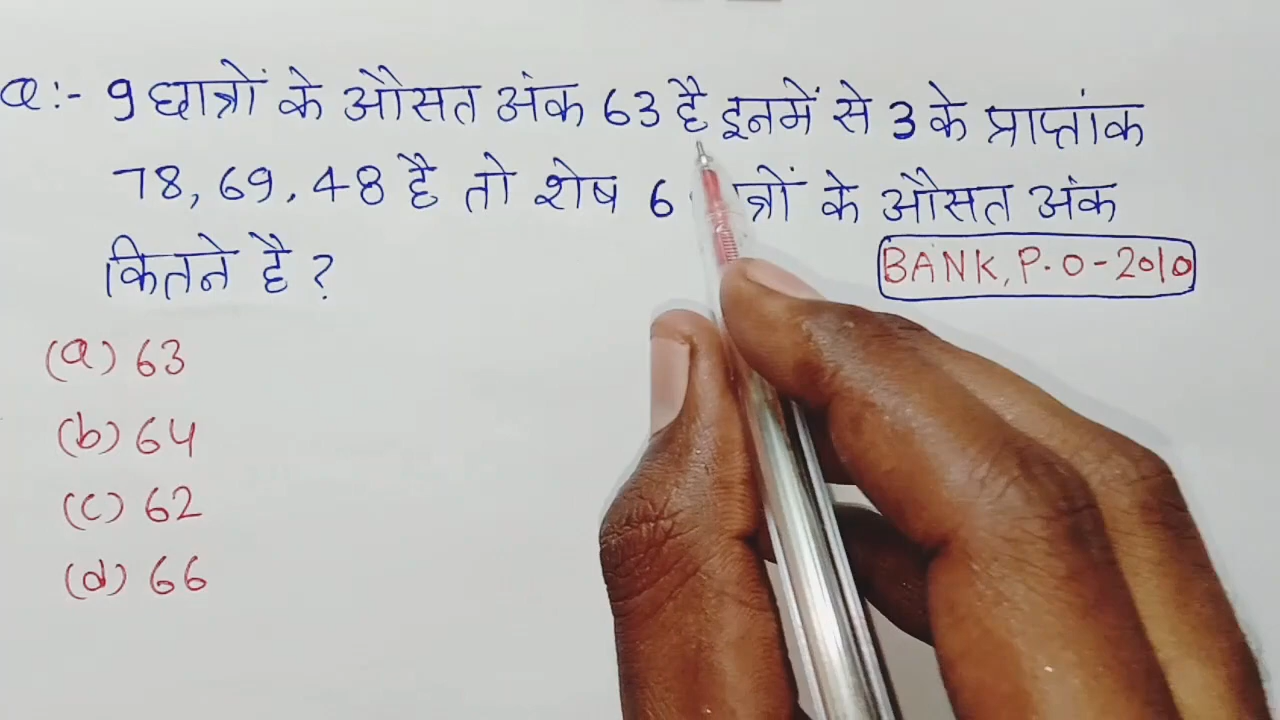 Q:- 9 छात्रों के औसत अंक 63 है इनमें से 3 के प्राप्तांक
78, 69, 48 है तो शेष 6 के औसत अंक
कितने है ?
BANK, P.O-2010
(a) 63
(b) 64
(c) 62
(d) 66